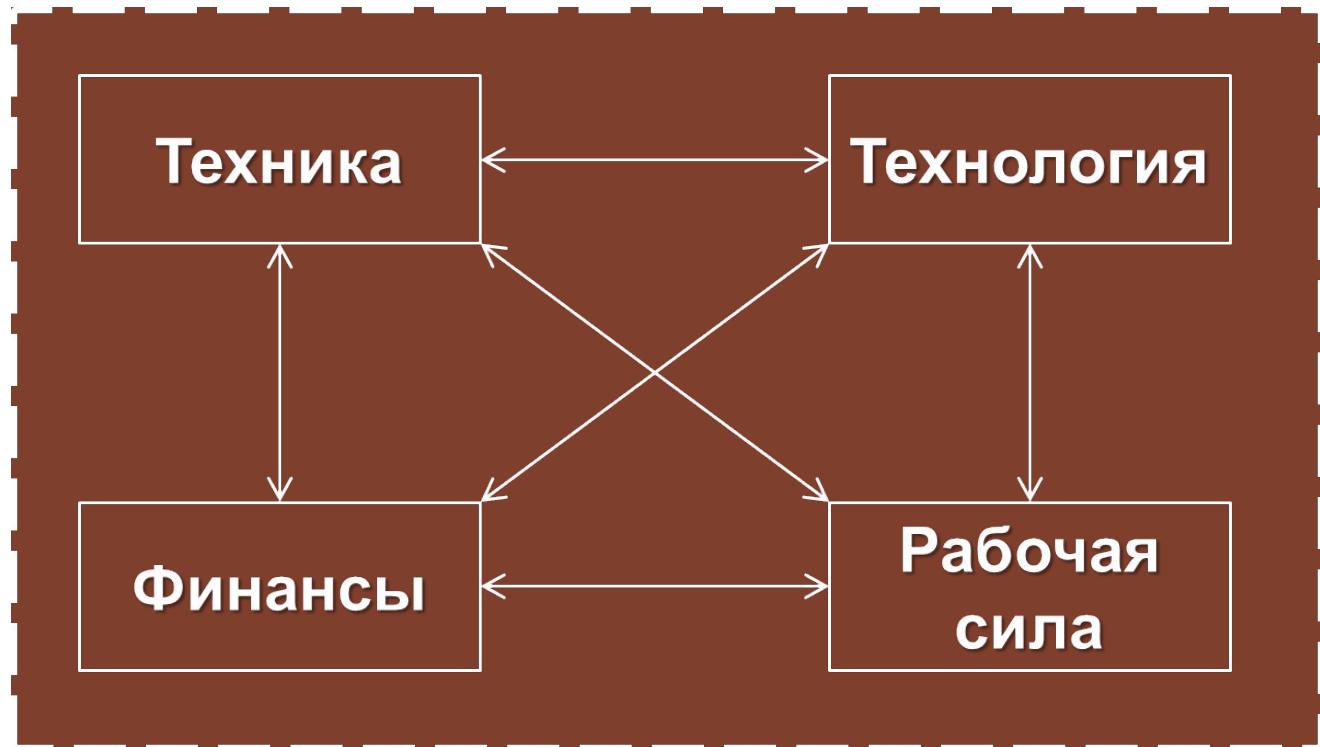 Техника
Технология
Финансы
Рабочая
сила